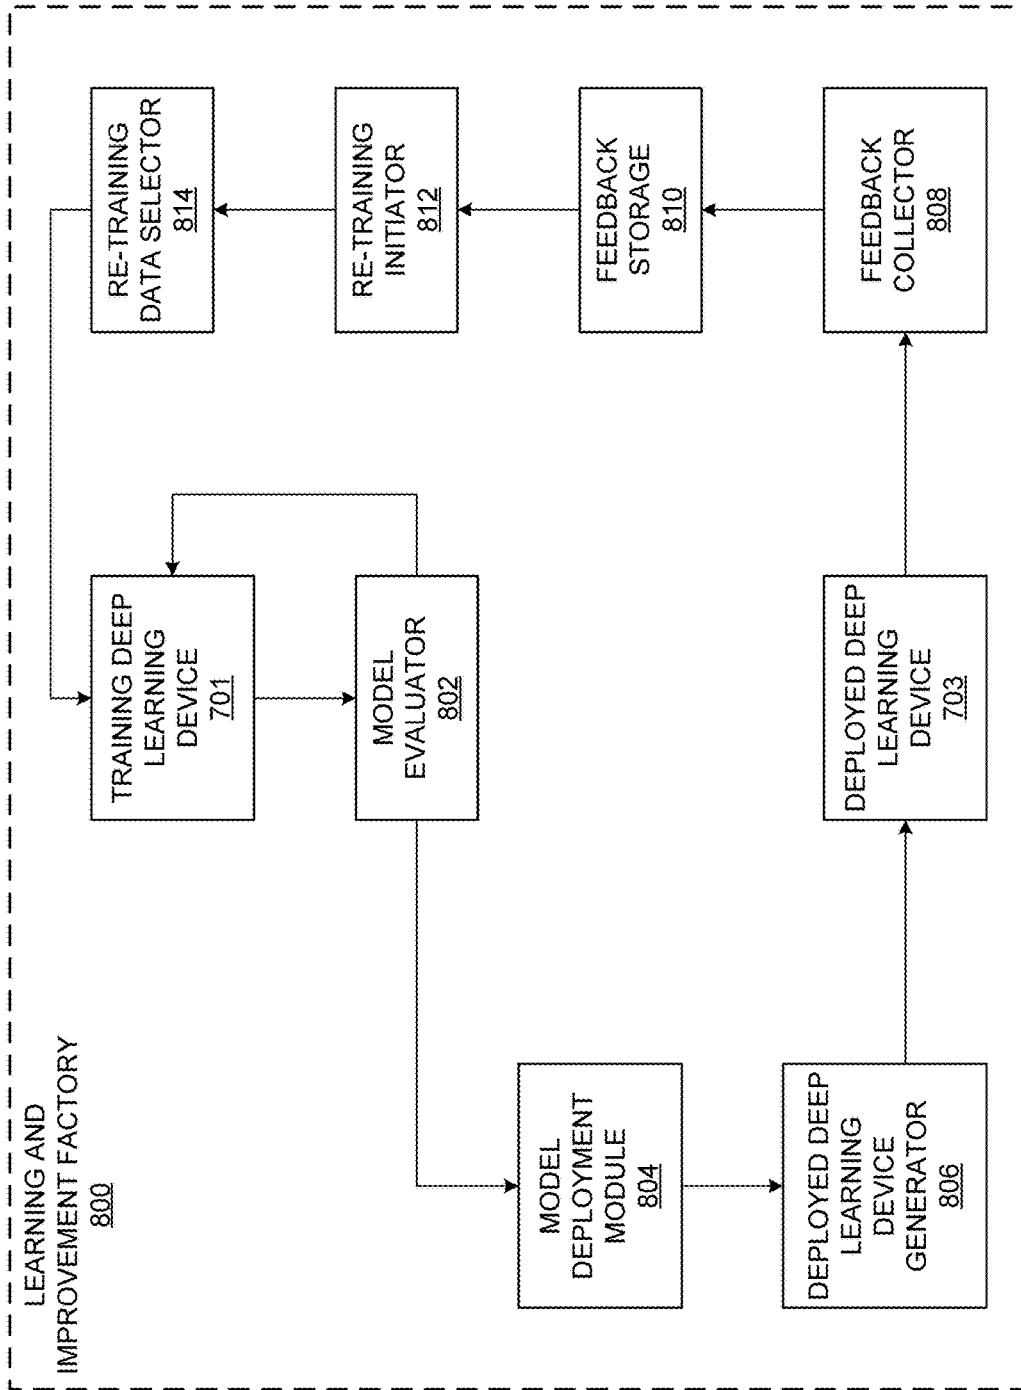 LEARNING AND
IMPROVEMENT FACTORY
800
TRAINING DEEP
LEARNING
DEVICE
701
RE-TRAINING
DATA SELECTOR
814
MODEL
EVALUATOR
802
RE-TRAINING
INITIATOR
812
MODEL
DEPLOYMENT
MODULE
804
FEEDBACK
STORAGE
810
DEPLOYED DEEP
LEARNING
DEVICE
GENERATOR
806
DEPLOYED DEEP
LEARNING
DEVICE
703
FEEDBACK
COLLECTOR
808